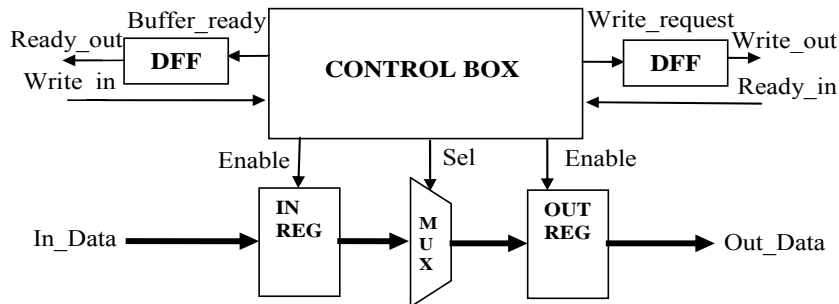 Buffer_ready
Write_request
Ready_out
DFF
CONTROL BOX
DFF
Write_out
Write_in
Ready_in
Enable
Sel
Enable
In_Data
IN
REG
MUX
OUT
REG
Out_Data